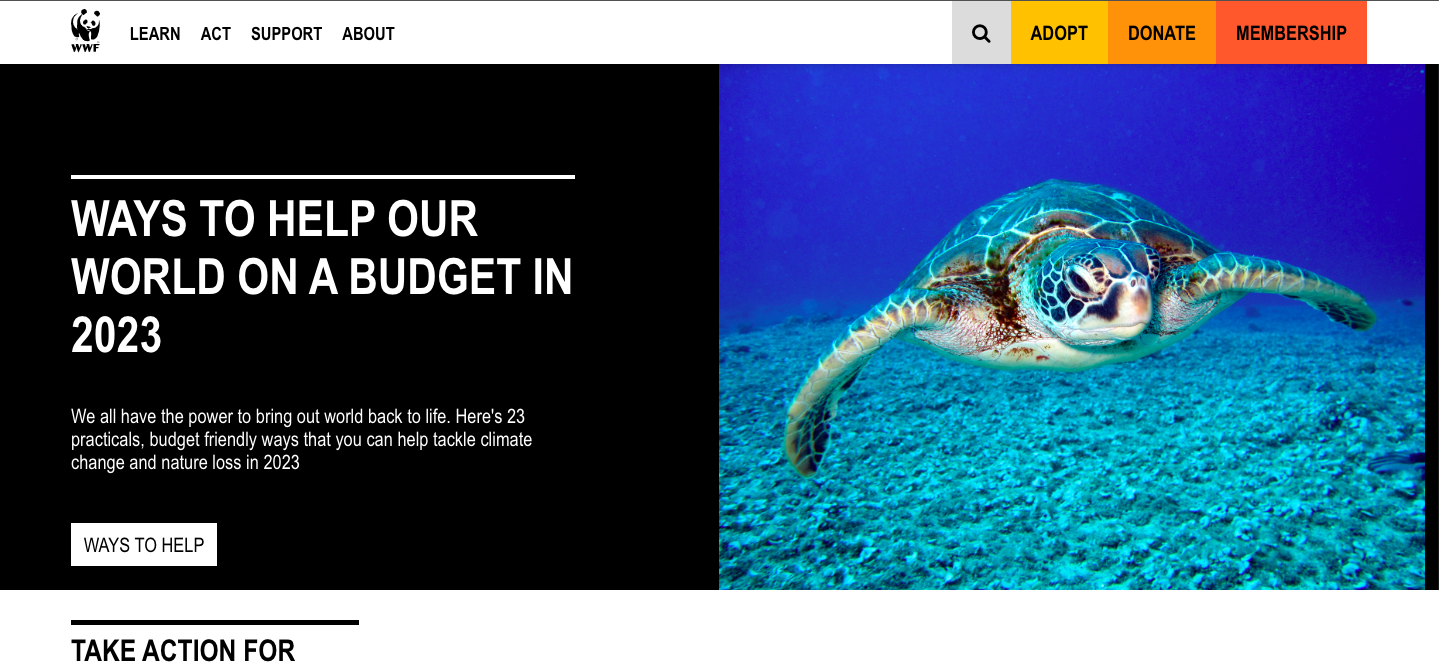 WWF
LEARN ACT SUPPORT ABOUT
ADOPT DONATE MEMBERSHIP
WAYS TO HELP OUR
WORLD ON A BUDGET IN
2023
We all have the power to bring out world back to life. Here's 23
practicals, budget friendly ways that you can help tackle climate
change and nature loss in 2023
WAYS TO HELP
TAKE ACTION FOR